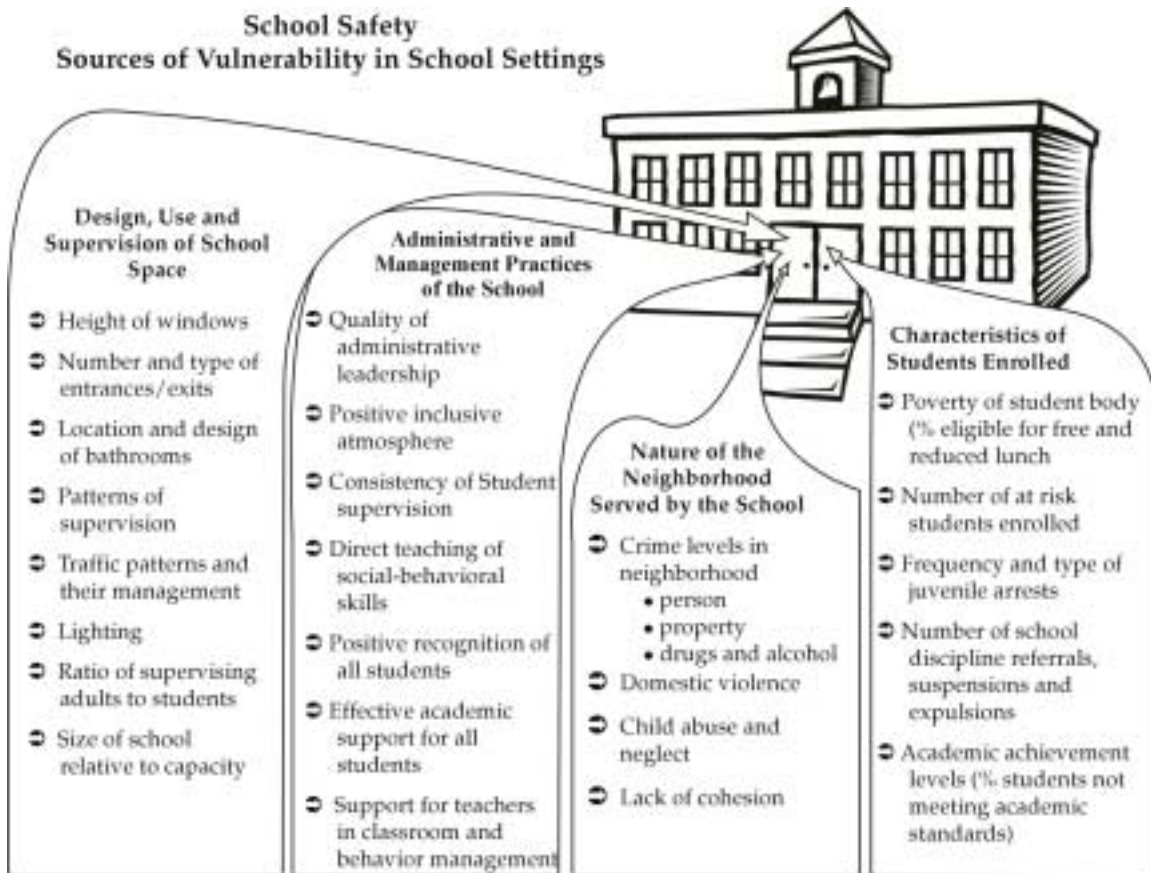 School Safety
Sources of Vulnerability in School Settings
Design, Use and
Supervision of School
Space
Height of windows
Number and type of
entrances/exits
Location and design
of bathrooms
Patterns of
supervision
Traffic patterns and
their management
Lighting
Ratio of supervising
adults to students
Size of school
relative to capacity
Administrative and
Management Practices
of the School
Quality of
administrative
leadership
Positive inclusive
atmosphere
Consistency of Student
supervision
Direct teaching of
social-behavioral
skills
Positive recognition of
all students
Effective academic
support for all
students
Support for teachers
in classroom and
behavior management
Nature of the
Neighborhood
Served by the School
Crime levels in
neighborhood
• person
• property
• drugs and alcohol
Domestic violence
Child abuse and
neglect
Lack of cohesion
Characteristics of
Students Enrolled
Poverty of student body
(% eligible for free and
reduced lunch
Number of at risk
students enrolled
Frequency and type of
juvenile arrests
Number of school
discipline referrals,
suspensions and
expulsions
Academic achievement
levels (% students not
meeting academic
standards)